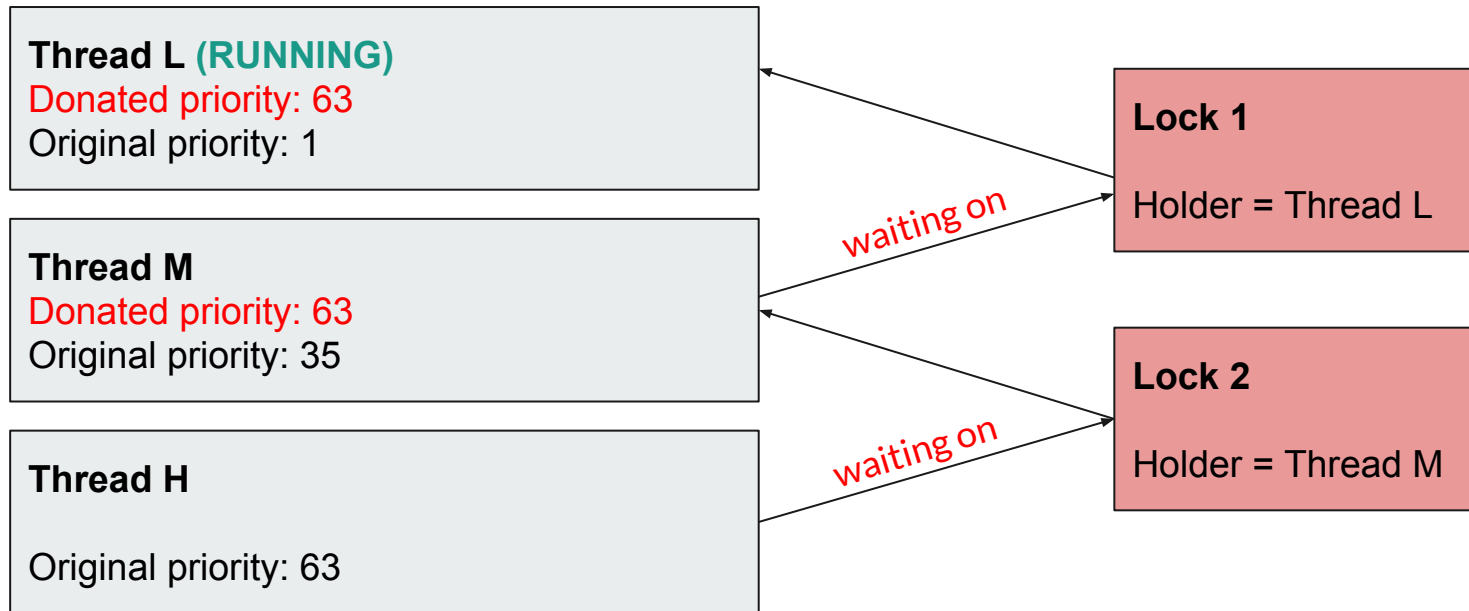 Thread L (RUNNING)
Donated priority: 63
Original priority: 1
Thread M
Donated priority: 63
Original priority: 35
Thread H
Original priority: 63
waiting on
waiting on
Lock 1
Holder = Thread L
Lock 2
Holder = Thread M